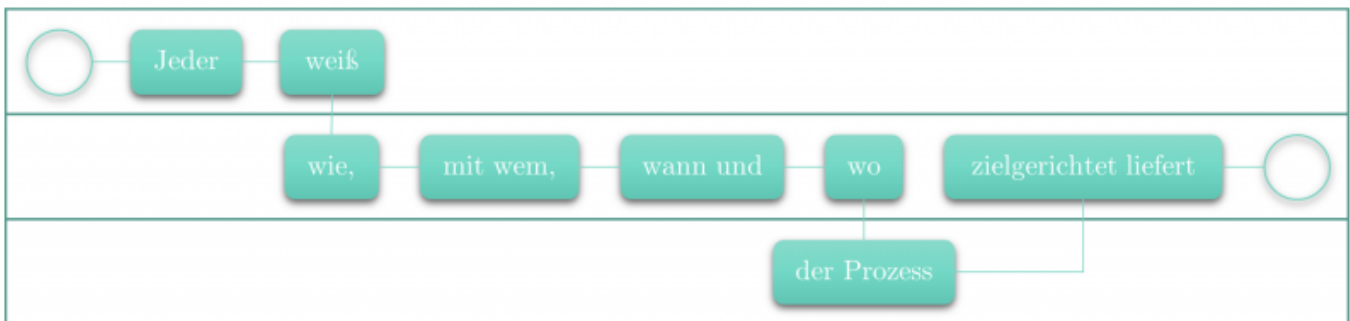 Jeder weiß
wie, mit wem, wann und wo zielgerichtet liefert
der Prozess